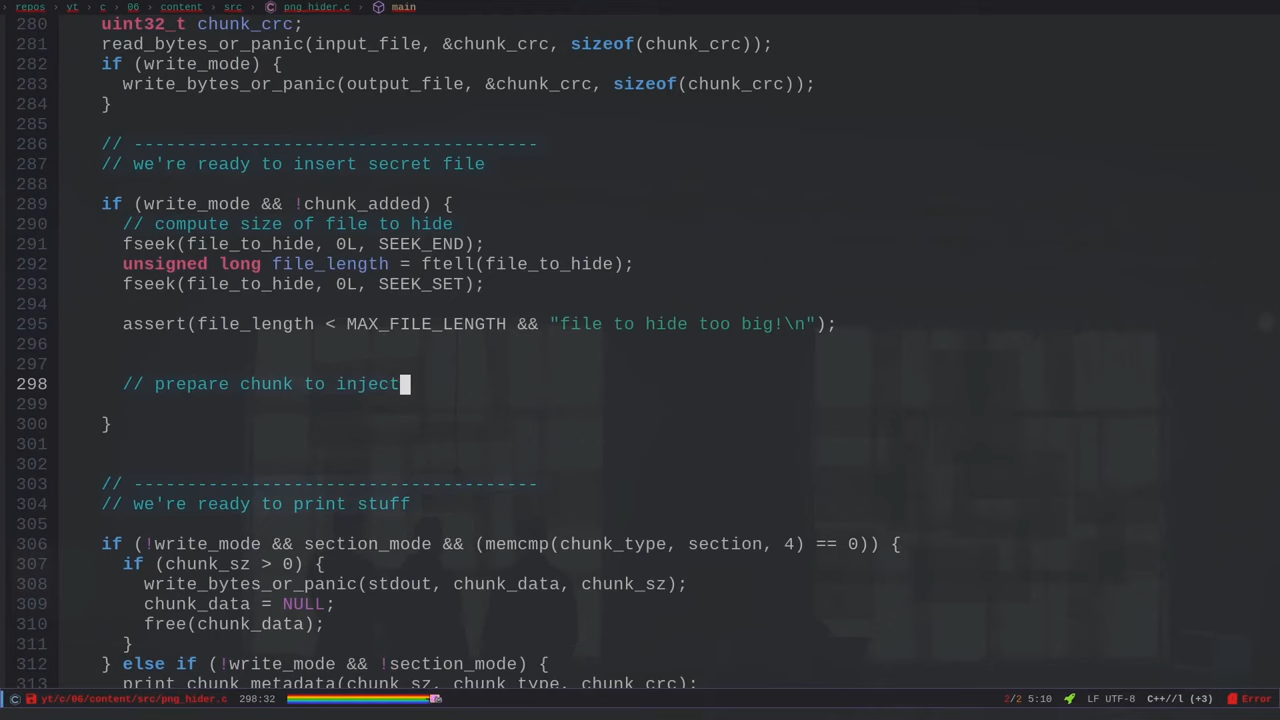 repos > yt > c > 06 > content > src > png_hider.c > main
280 uint32_t chunk_crc;
281 read_bytes_or_panic(input_file, &chunk_crc, sizeof(chunk_crc));
282 if (write_mode) {
283 write_bytes_or_panic(output_file, &chunk_crc, sizeof(chunk_crc));
284 }
285
286 // --------------------------------------
287 // we're ready to insert secret file
288
289 if (write_mode && !chunk_added) {
290 // compute size of file to hide
291 fseek(file_to_hide, 0L, SEEK_END);
292 unsigned long file_length = ftell(file_to_hide);
293 fseek(file_to_hide, 0L, SEEK_SET);
294
295 assert(file_length < MAX_FILE_LENGTH && "file to hide too big!\n");
296
297
298 // prepare chunk to inject
299
300 }
301
302
303 // --------------------------------------
304 // we're ready to print stuff
305
306 if (!write_mode && section_mode && (memcmp(chunk_type, section, 4) == 0)) {
307 if (chunk_sz > 0) {
308 write_bytes_or_panic(stdout, chunk_data, chunk_sz);
309 chunk_data = NULL;
310 free(chunk_data);
311 }
312 } else if (!write_mode && !section_mode) {
313 print_chunk_metadata(chunk_sz, chunk_type, chunk_crc);
yt/c/06/content/src/png_hider.c 298:32 2/2 5:10 LF UTF-8 C++//l (+3) Error